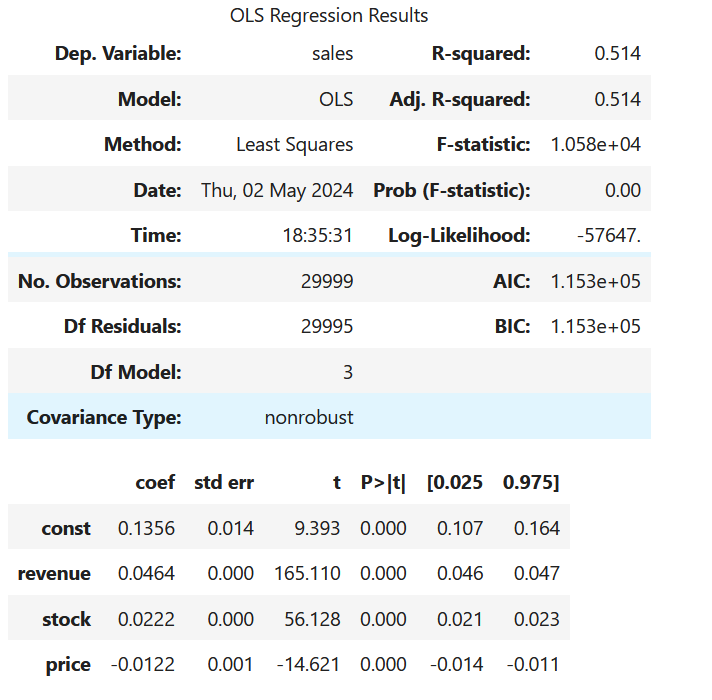 OLS Regression Results
Dep. Variable: sales R-squared: 0.514
Model: OLS Adj. R-squared: 0.514
Method: Least Squares F-statistic: 1.058e+04
Date: Thu, 02 May 2024 Prob (F-statistic): 0.00
Time: 18:35:31 Log-Likelihood: -57647.
No. Observations: 29999 AIC: 1.153e+05
Df Residuals: 29995 BIC: 1.153e+05
Df Model: 3
Covariance Type: nonrobust
coef std err t P>|t| [0.025 0.975]
const 0.1356 0.014 9.393 0.000 0.107 0.164
revenue 0.0464 0.000 165.110 0.000 0.046 0.047
stock 0.0222 0.000 56.128 0.000 0.021 0.023
price -0.0122 0.001 -14.621 0.000 -0.014 -0.011